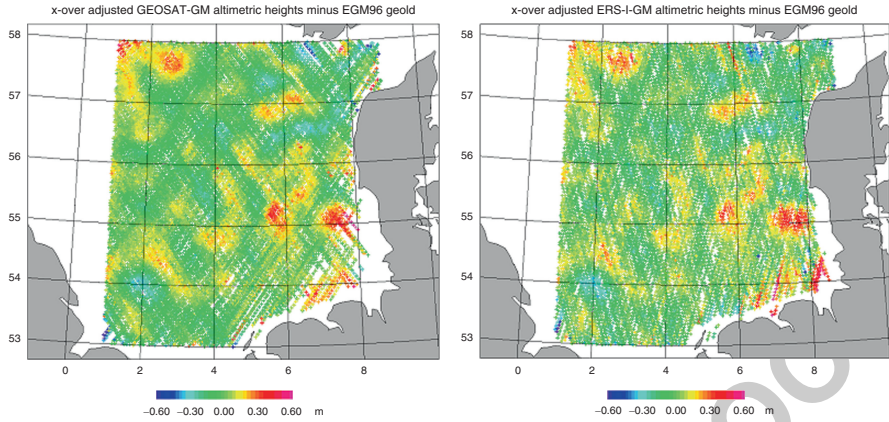 x-over adjusted GEOSAT-GM altimetric heights minus EGM96 geold
58
57
56
55
54
53
0 2 4 6 8
−0.60 −0.30 0.00 0.30 0.60 m
x-over adjusted ERS-I-GM altimetric heights minus EGM96 geold
58
57
56
55
54
53
0 2 4 6 8
−0.60 −0.30 0.00 0.30 0.60 m